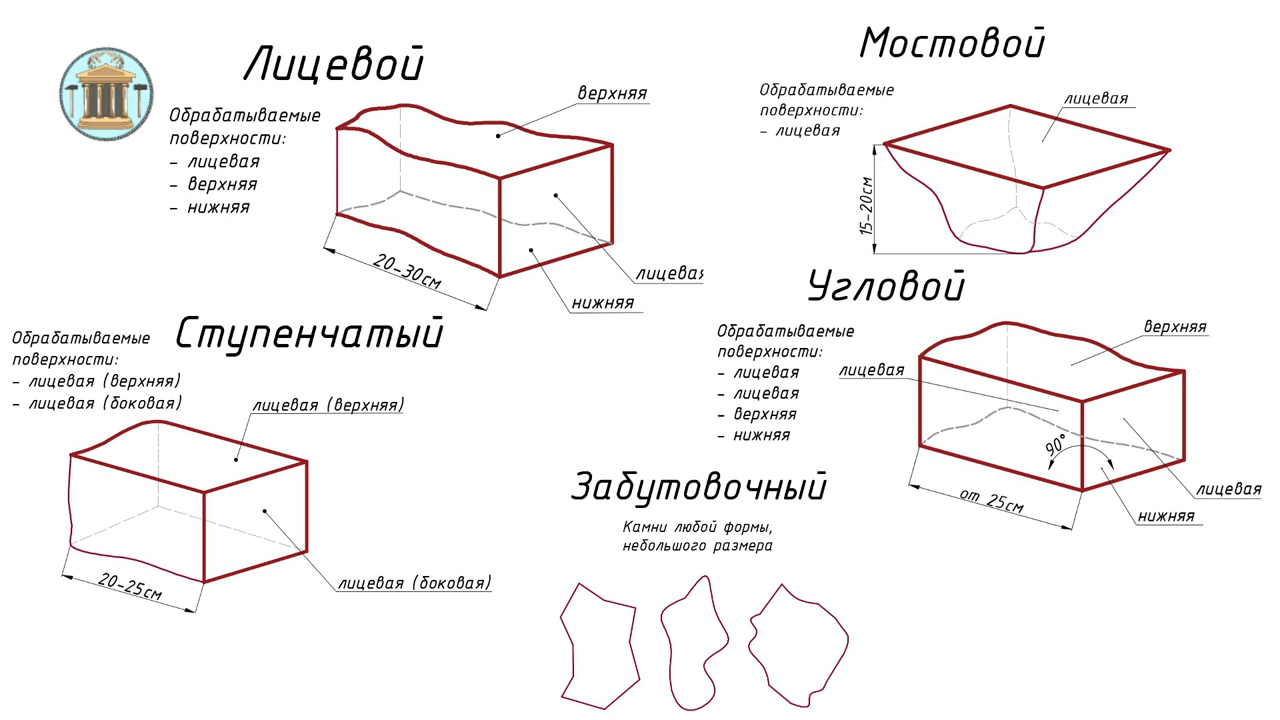 Лицевой
Обрабатываемые
поверхности:
- лицевая
- верхняя
- нижняя
верхняя
лицевая
нижняя
20-30см
Мостовой
Обрабатываемые
поверхности:
- лицевая
лицевая
15-20см
Ступенчатый
Обрабатываемые
поверхности:
- лицевая (верхняя)
- лицевая (боковая)
лицевая (верхняя)
лицевая (боковая)
20-25см
Угловой
Обрабатываемые
поверхности:
- лицевая
- лицевая
- верхняя
- нижняя
верхняя
лицевая
90°
лицевая
нижняя
от 25см
Забутовочный
Камни любой формы,
небольшого размера